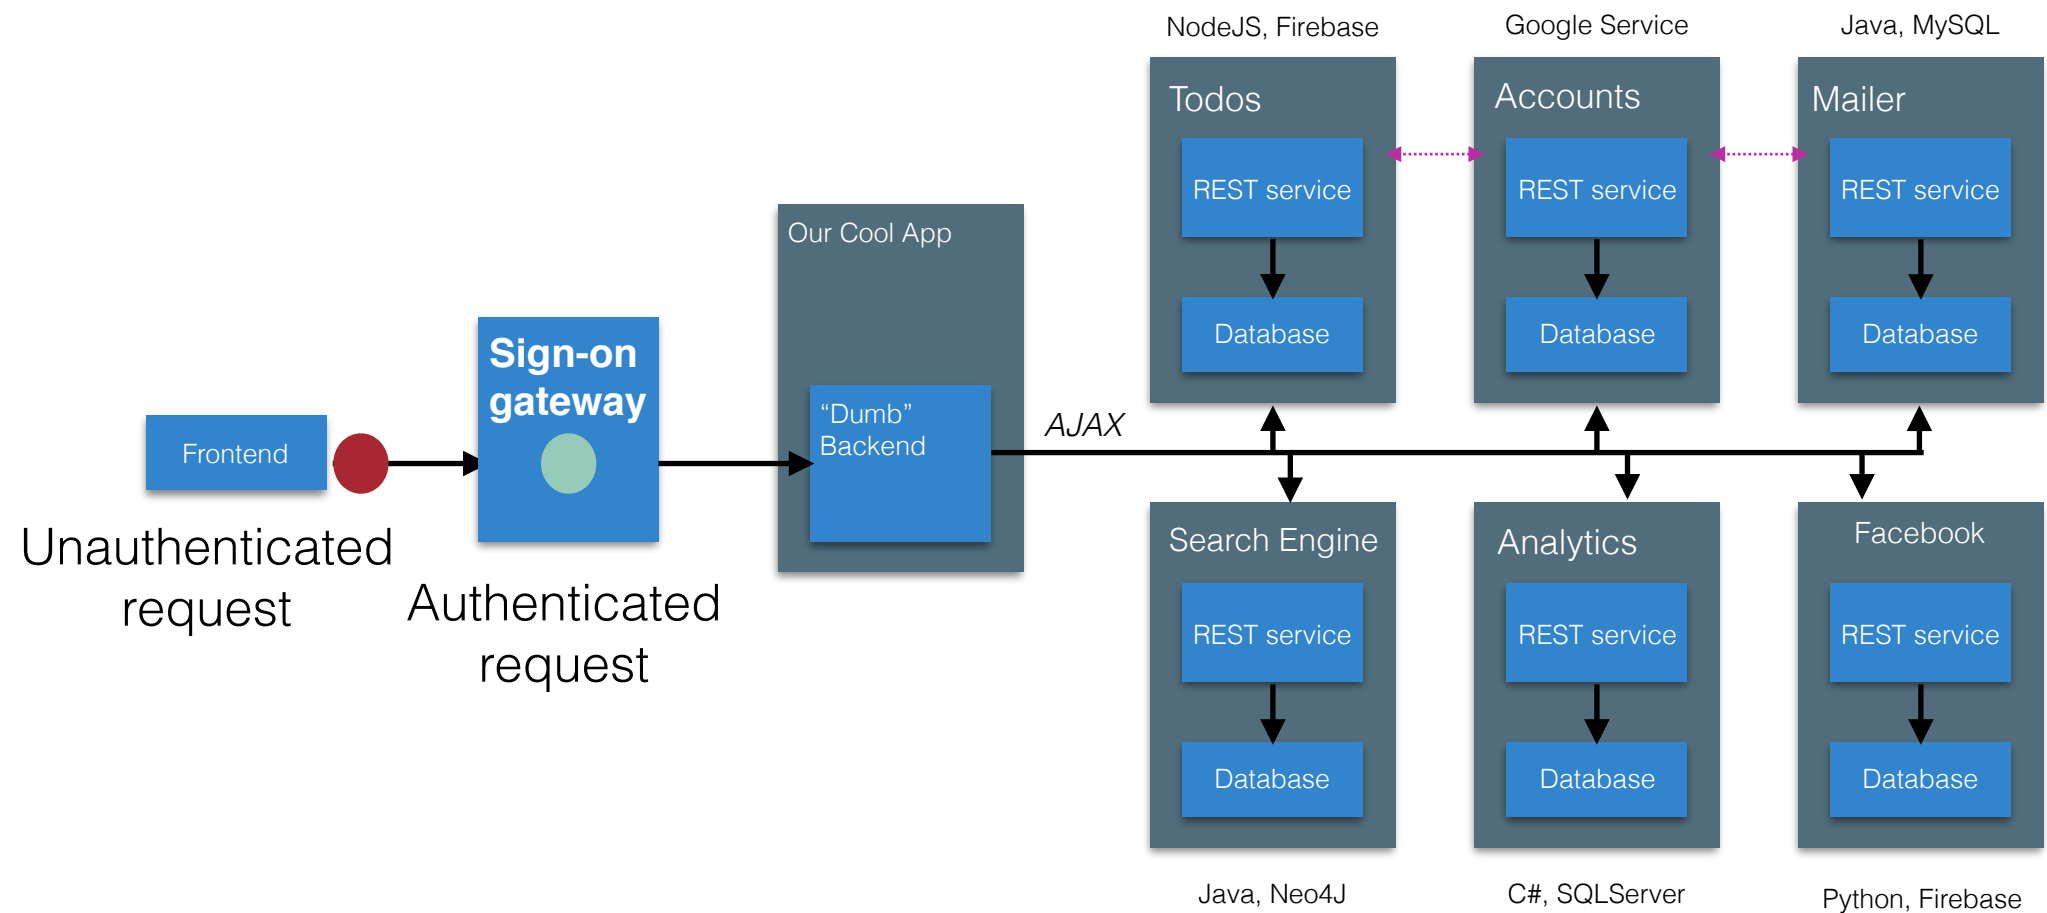 NodeJS, Firebase
Google Service
Java, MySQL
Todos
REST service
Database
Accounts
REST service
Database
Mailer
REST service
Database
Our Cool App
“Dumb”
Backend
Sign-on
gateway
Frontend
Unauthenticated
request
Authenticated
request
AJAX
Search Engine
REST service
Database
Analytics
REST service
Database
Facebook
REST service
Database
Java, Neo4J
C#, SQLServer
Python, Firebase